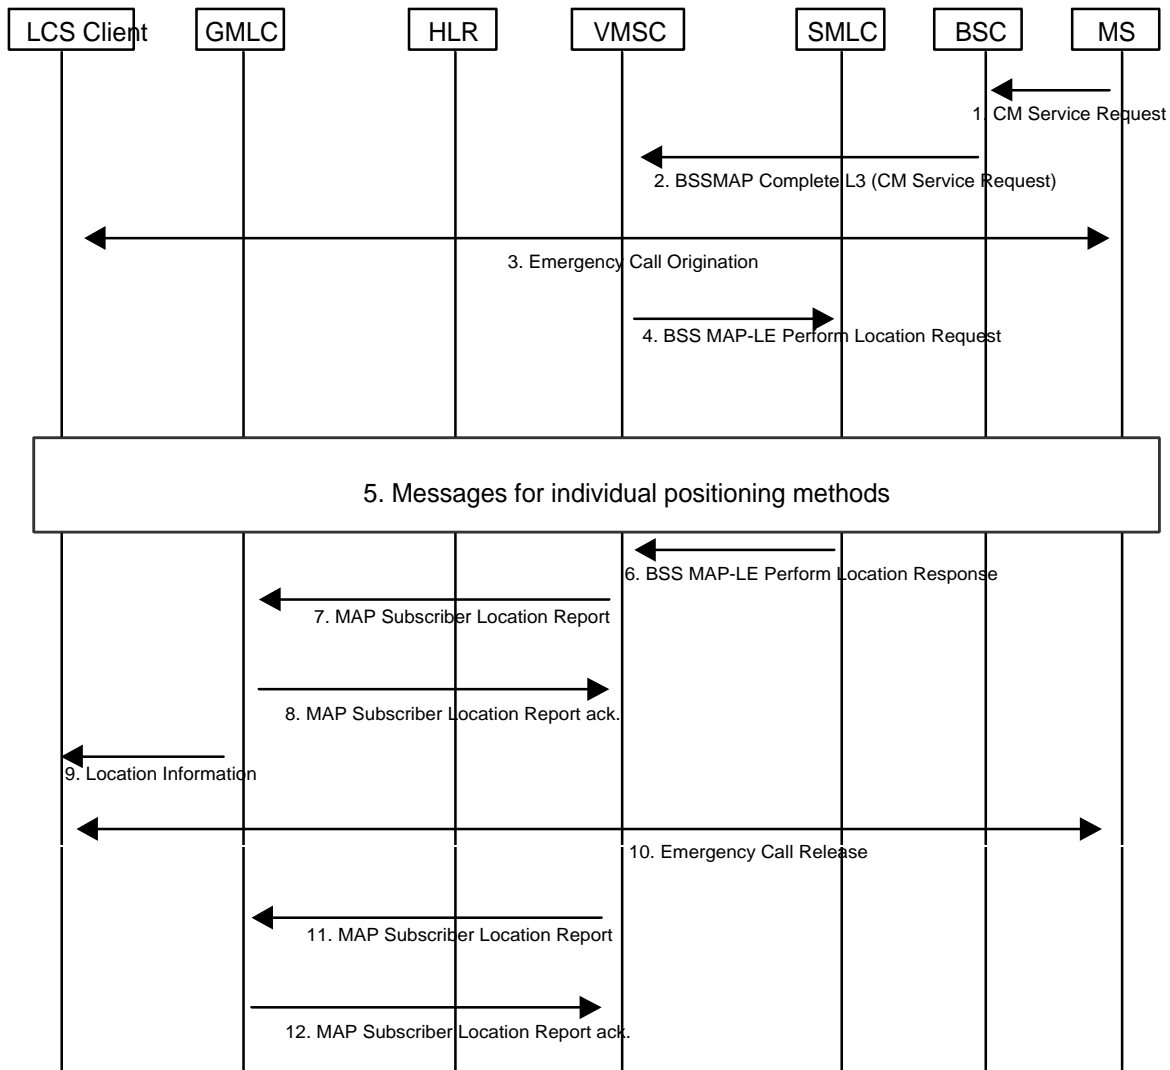 LCS Client GMLC HLR VMSC SMLC BSC MS
1. CM Service Request
2. BSSMAP Complete L3 (CM Service Request)
3. Emergency Call Origination
4. BSS MAP-LE Perform Location Request
5. Messages for individual positioning methods
6. BSS MAP-LE Perform Location Response
7. MAP Subscriber Location Report
8. MAP Subscriber Location Report ack.
9. Location Information
10. Emergency Call Release
11. MAP Subscriber Location Report
12. MAP Subscriber Location Report ack.